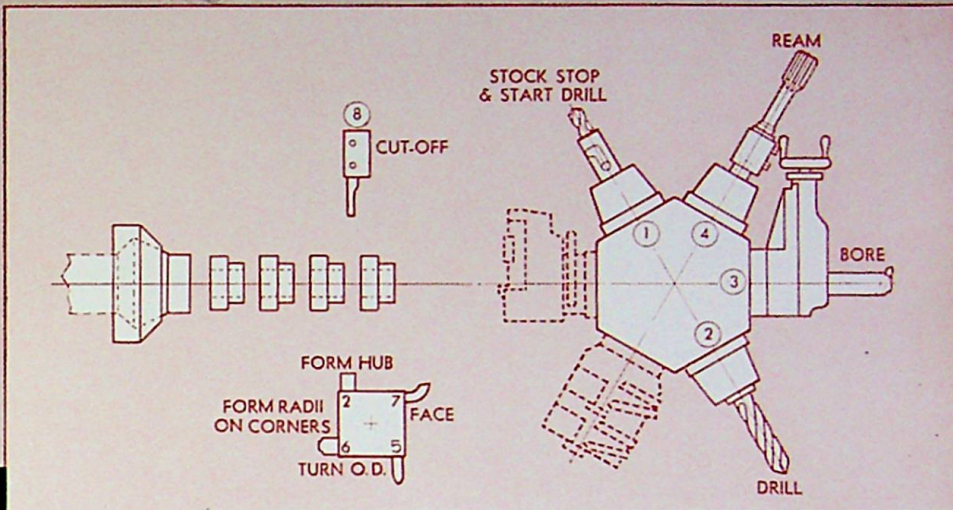 REAM
STOCK STOP
& START DRILL
8
CUT-OFF
1
4
BORE
3
2
FORM HUB
2
7
FACE
FORM RADII
ON CORNERS
6
5
TURN O.D.
DRILL